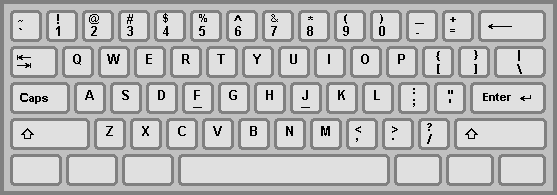 ~ ! @ # $ % ^ & * ( ) _ +
` 1 2 3 4 5 6 7 8 9 0 - = ←
↹ Q W E R T Y U I O P { } |
[ ] \
Caps A S D F G H J K L : "
; '
Enter ↵
⇧ Z X C V B N M < > ? ⇧
, . /